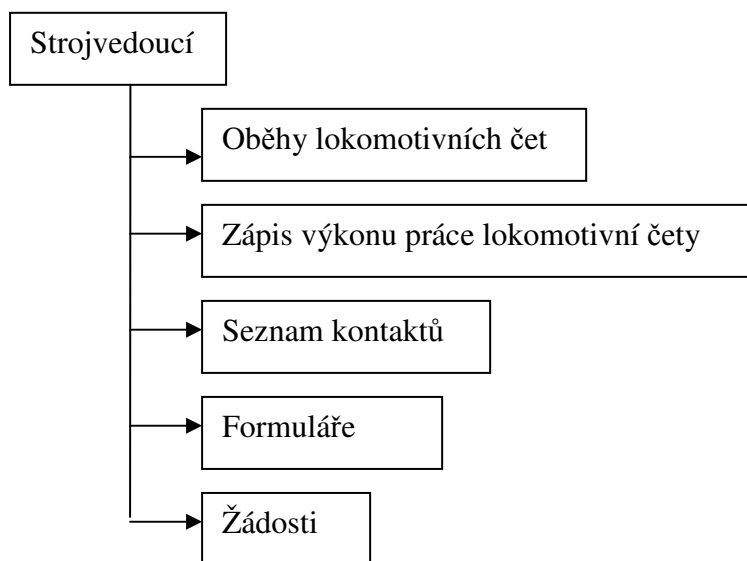 Strojvedoucí
Oběhy lokomotivních čet
Zápis výkonu práce lokomotivní čety
Seznam kontaktů
Formuláře
Žádosti